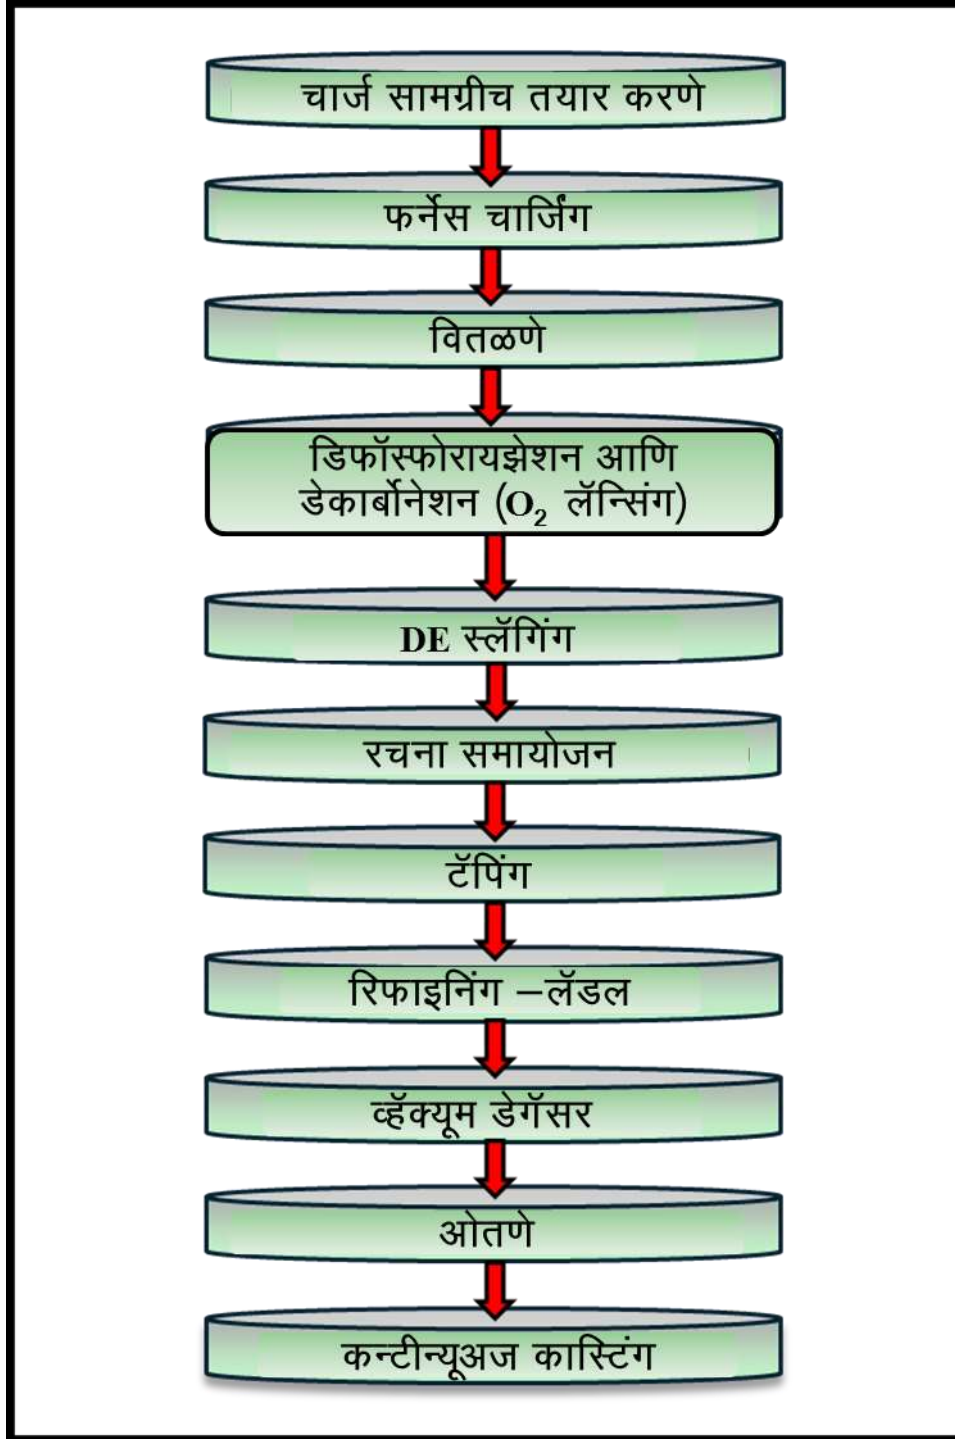 चार्ज सामग्रीच तयार करणे
फर्नेस चार्जिंग
वितळणे
डिफॉस्फोरायझेशन आणि
डेकार्बोनेशन (O₂ लॅन्सिंग)
DE स्लॅगिंग
रचना समायोजन
टॅपिंग
रिफाइनिंग –लॅडल
व्हॅक्यूम डेगॅसर
ओतणे
कन्टीन्यूअज कास्टिंग